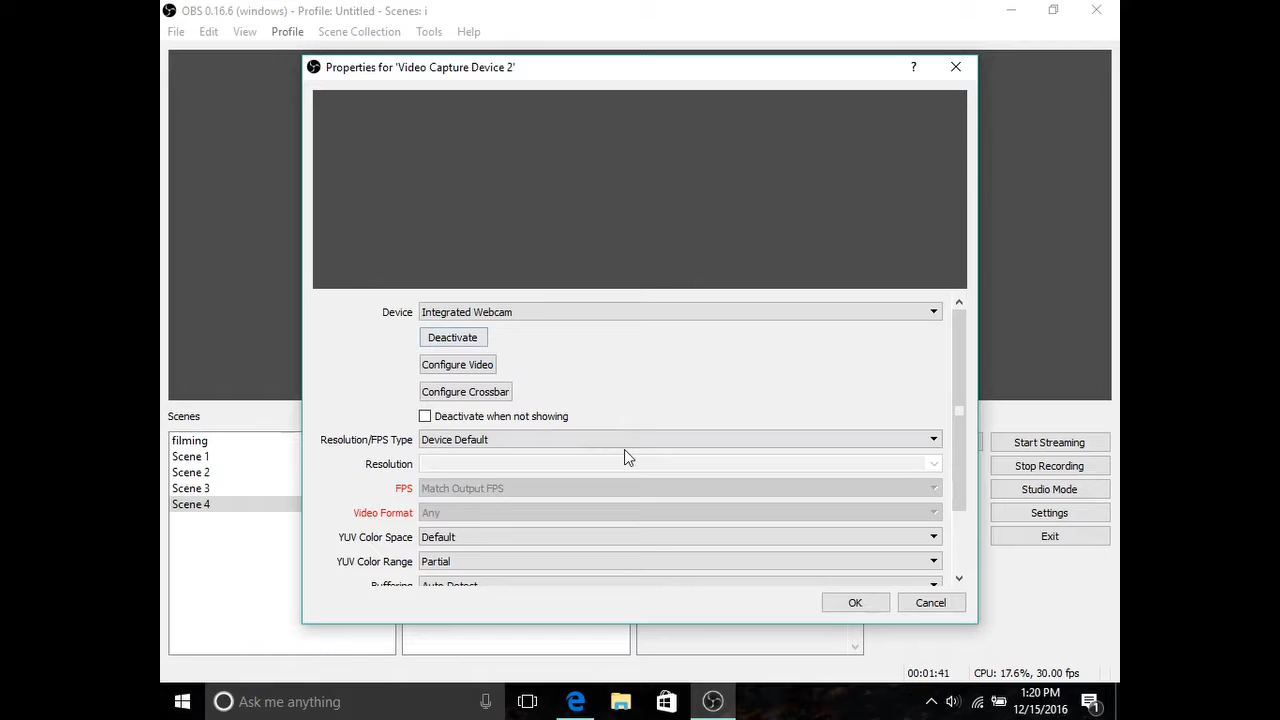 OBS 0.16.6 (windows) - Profile: Untitled - Scenes: i
File Edit View Profile Scene Collection Tools Help
Properties for 'Video Capture Device 2'
?
Device Integrated Webcam
Deactivate
Configure Video
Configure Crossbar
Deactivate when not showing
Resolution/FPS Type Device Default
Resolution
FPS Match Output FPS
Video Format Any
YUV Color Space Default
YUV Color Range Partial
Buffering Auto Detect
OK Cancel
Scenes
filming
Scene 1
Scene 2
Scene 3
Scene 4
Start Streaming
Stop Recording
Studio Mode
Settings
Exit
00:01:41 CPU: 17.6%, 30.00 fps
Ask me anything
1:20 PM
12/15/2016
1